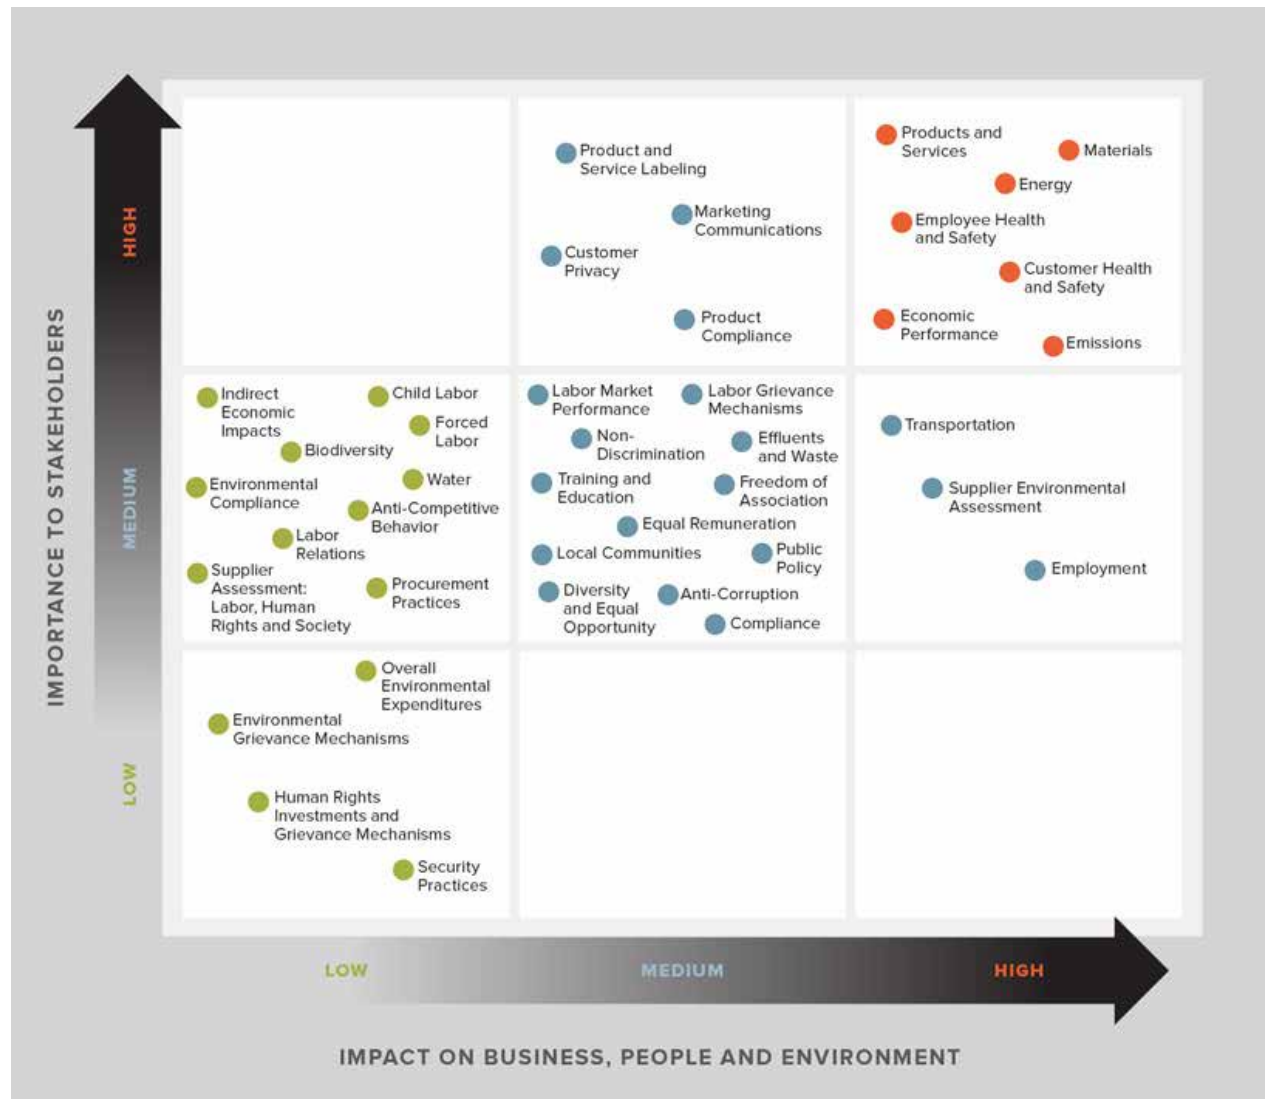 IMPORTANCE TO STAKEHOLDERS
HIGH
MEDIUM
LOW
Product and
Service Labeling
Marketing
Communications
Customer
Privacy
Product
Compliance
Products and
Services
Materials
Energy
Employee Health
and Safety
Customer Health
and Safety
Economic
Performance
Emissions
Indirect
Economic
Impacts
Child Labor
Forced
Labor
Biodiversity
Water
Environmental
Compliance
Anti-Competitive
Behavior
Labor
Relations
Supplier
Assessment:
Labor, Human
Rights and Society
Procurement
Practices
Labor Market
Performance
Labor Grievance
Mechanisms
Non-
Discrimination
Effluents
and Waste
Training and
Education
Freedom of
Association
Equal Remuneration
Local Communities
Public
Policy
Diversity
and Equal
Opportunity
Anti-Corruption
Compliance
Transportation
Supplier Environmental
Assessment
Employment
Overall
Environmental
Expenditures
Environmental
Grievance Mechanisms
Human Rights
Investments and
Grievance Mechanisms
Security
Practices
LOW
MEDIUM
HIGH
IMPACT ON BUSINESS, PEOPLE AND ENVIRONMENT